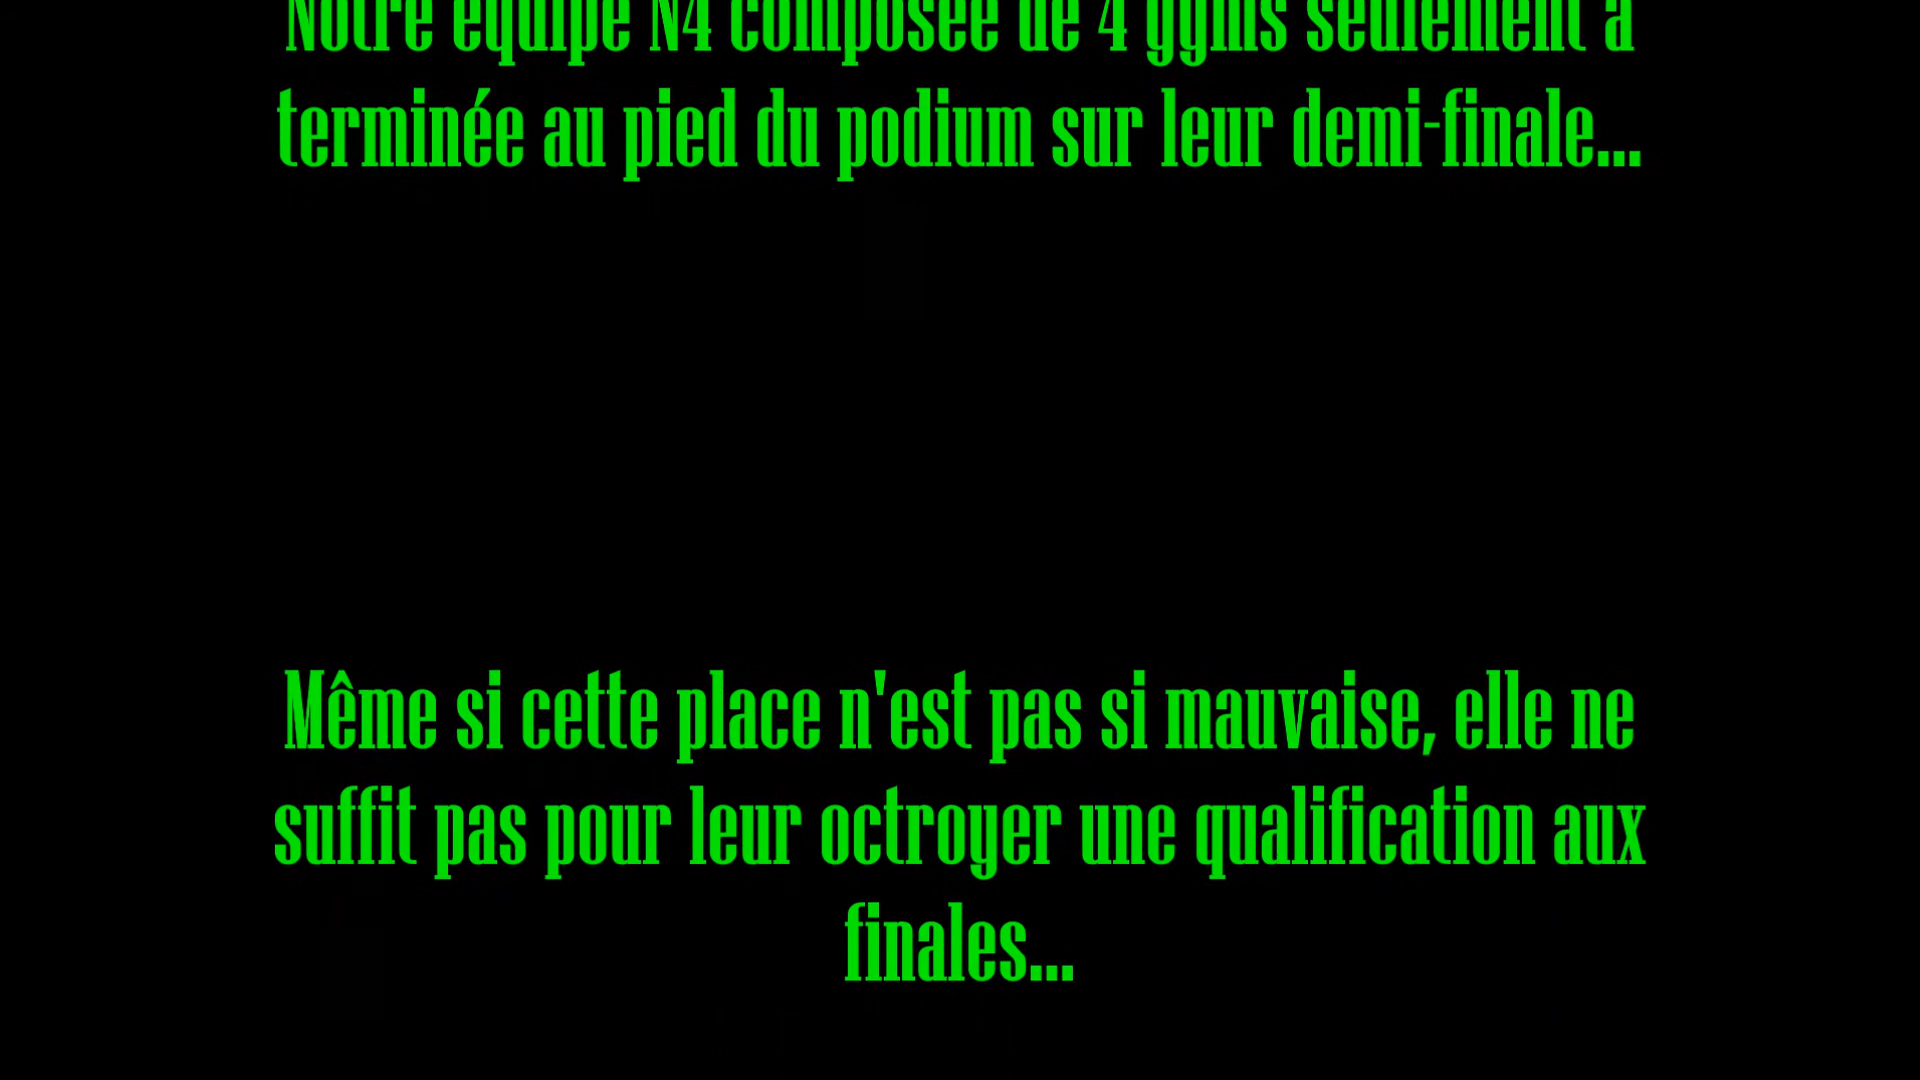 Notre équipe N4 composée de 4 gyms seulement a
terminée au pied du podium sur leur demi-finale...
Même si cette place n'est pas si mauvaise, elle ne
suffit pas pour leur octroyer une qualification aux
finales...